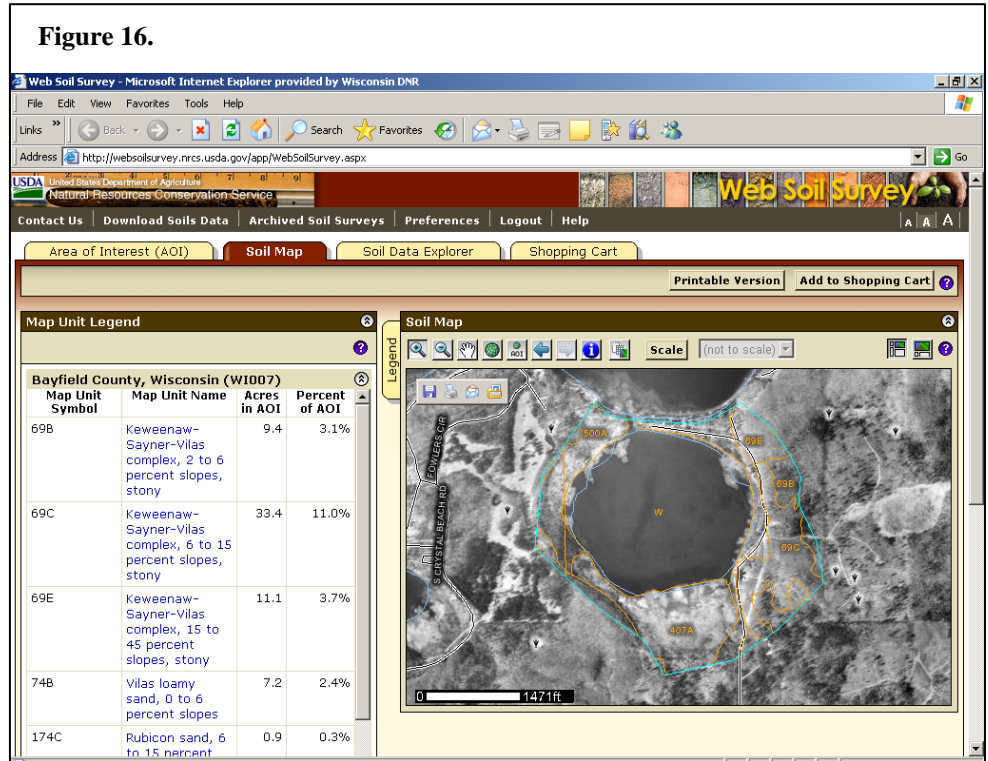 Figure 16.
Web Soil Survey - Microsoft Internet Explorer provided by Wisconsin DNR
File Edit View Favorites Tools Help
Links » Back Search Favorites
Address http://websoilsurvey.nrcs.usda.gov/app/WebSoilSurvey.aspx Go
USDA United States Department of Agriculture
Natural Resources Conservation Service
Web Soil Survey
Contact Us | Download Soils Data | Archived Soil Surveys | Preferences | Logout | Help A A A
Area of Interest (AOI) Soil Map Soil Data Explorer Shopping Cart
Printable Version Add to Shopping Cart ?
Map Unit Legend
?
Bayfield County, Wisconsin (WI007)
Map Unit Map Unit Name Acres Percent
Symbol in AOI of AOI
69B Keweenaw- 9.4 3.1%
Sayner-Vilas
complex, 2 to 6
percent slopes,
stony
69C Keweenaw- 33.4 11.0%
Sayner-Vilas
complex, 6 to 15
percent slopes,
stony
69E Keweenaw- 11.1 3.7%
Sayner-Vilas
complex, 15 to
45 percent
slopes, stony
74B Vilas loamy 7.2 2.4%
sand, 0 to 6
percent slopes
174C Rubicon sand, 6 0.9 0.3%
to 15 percent
Legend
Soil Map
AOI Scale (not to scale) ?
FOWLERS CIR
S CRYSTAL BEACH RD
500A
69E
69B
W
69C
407A
0 1471ft